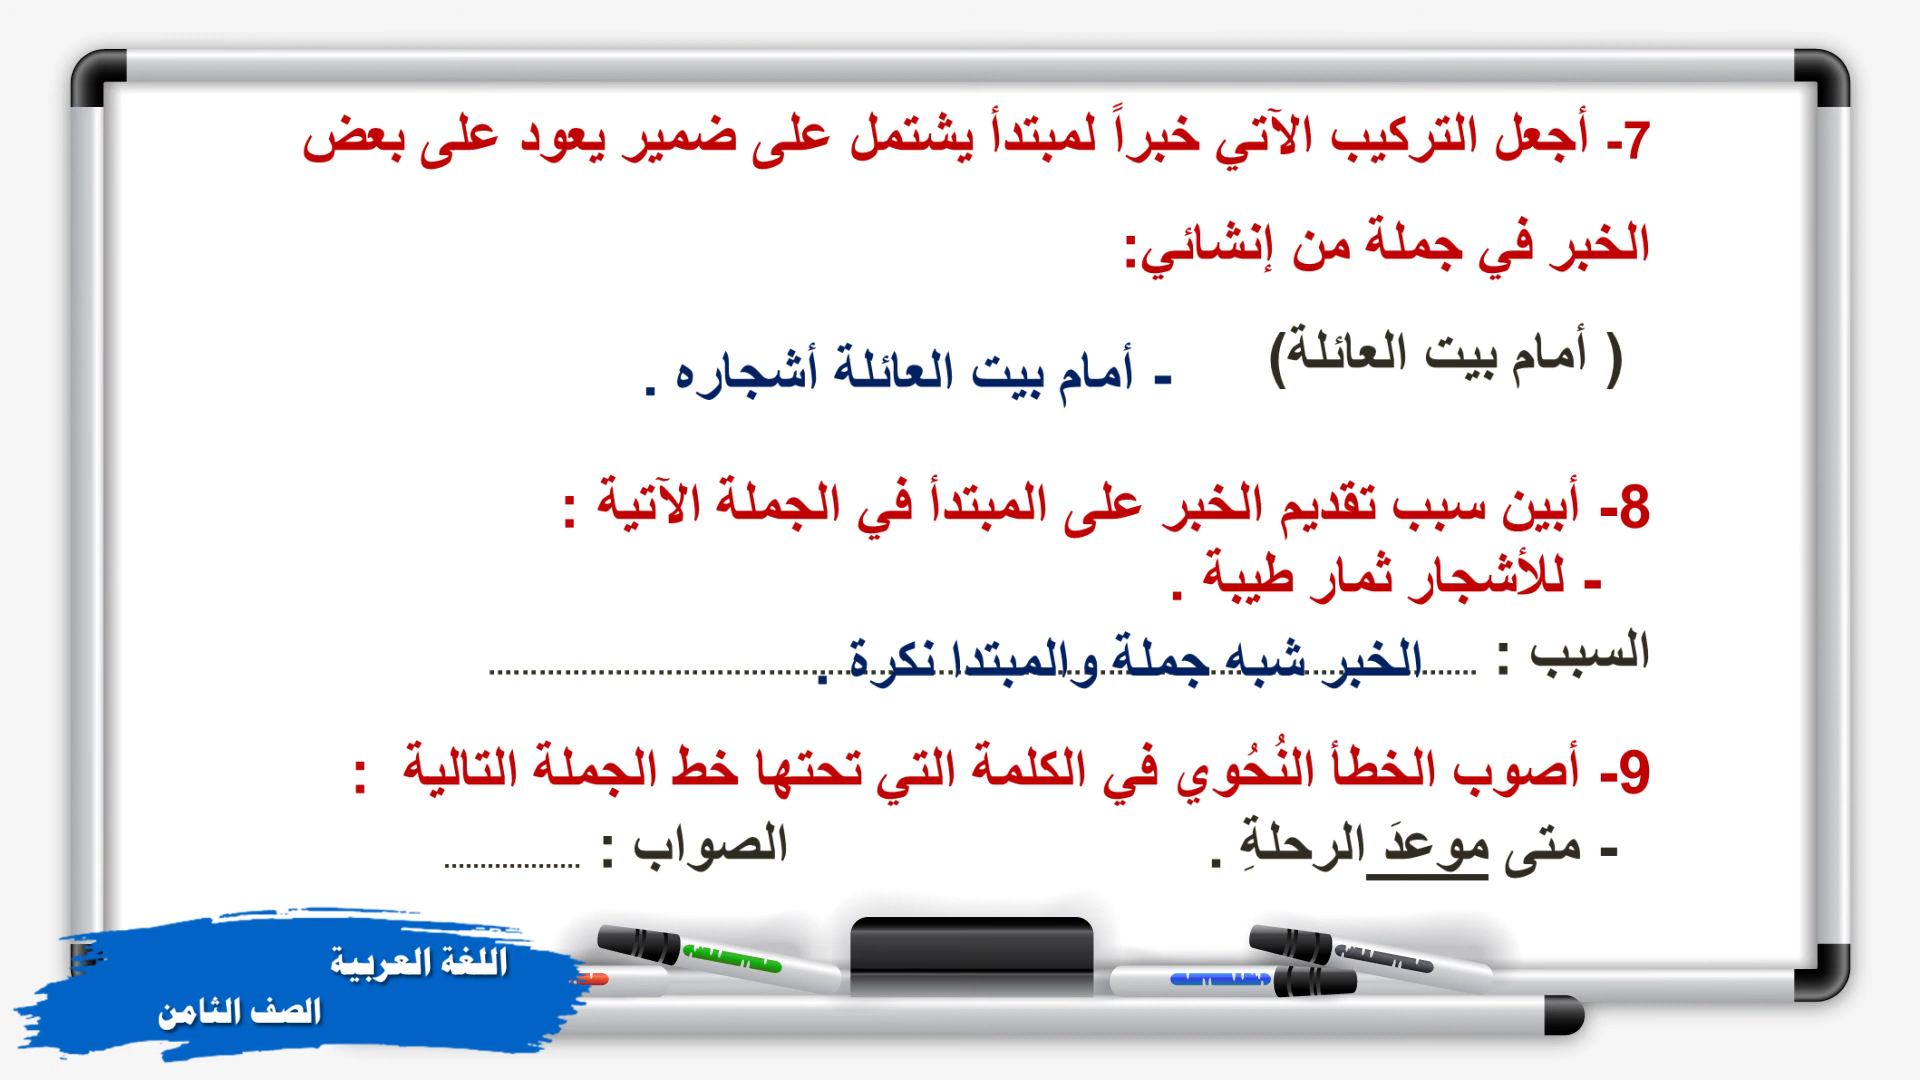 7- أجعل التركيب الآتي خبراً لمبتدأ يشتمل على ضمير يعود على بعض
الخبر في جملة من إنشائي:
( أمام بيت العائلة) - أمام بيت العائلة أشجاره .
8- أبين سبب تقديم الخبر على المبتدأ في الجملة الآتية :
- للأشجار ثمار طيبة .
السبب : الخبر شبه جملة والمبتدا نكرة .
9- أصوب الخطأ النُحُوي في الكلمة التي تحتها خط الجملة التالية :
- متى موعدَ الرحلةِ . الصواب : ..................
اللغة العربية
الصف الثامن